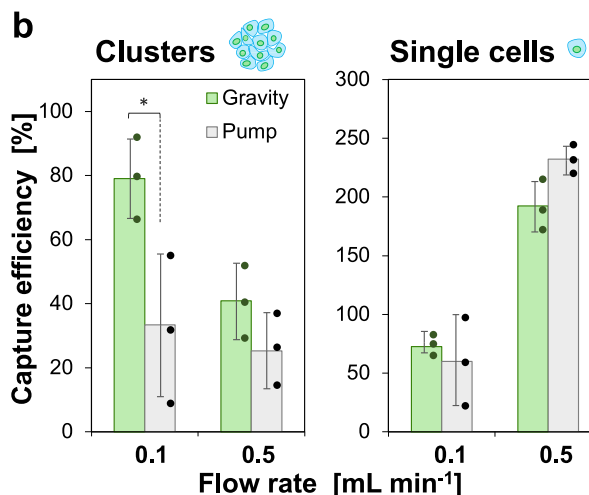 b
Clusters
Single cells
Capture efficiency [%]
100
80
60
40
20
0
*
Gravity
Pump
0.1
0.5
300
250
200
150
100
50
0
0.1
0.5
Flow rate [mL min⁻¹]